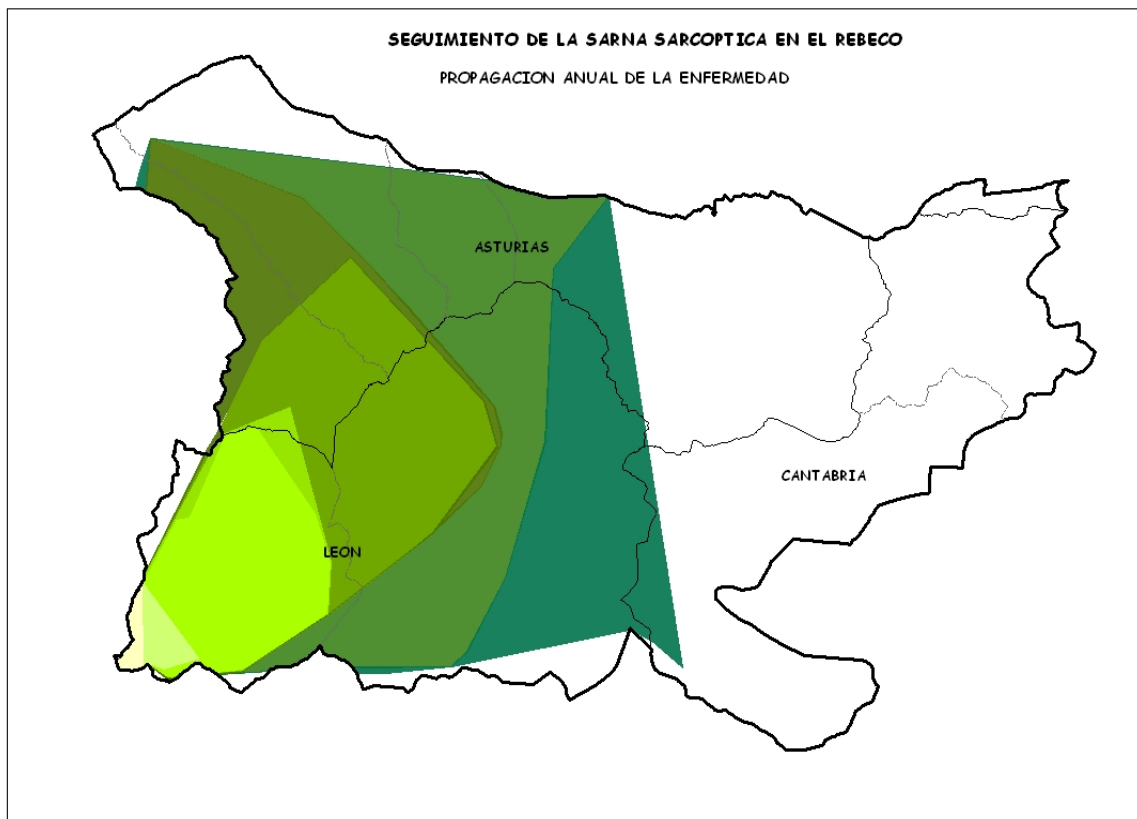 SEGUIMIENTO DE LA SARNA SARCOPTICA EN EL REBECO
PROPAGACION ANUAL DE LA ENFERMEDAD
ASTURIAS
CANTABRIA
LEON